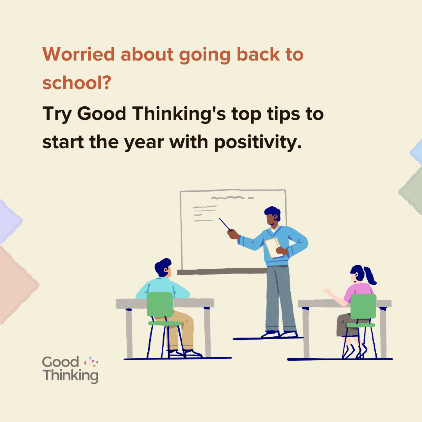 Worried about going back to
school?
Try Good Thinking's top tips to
start the year with positivity.
Good
Thinking